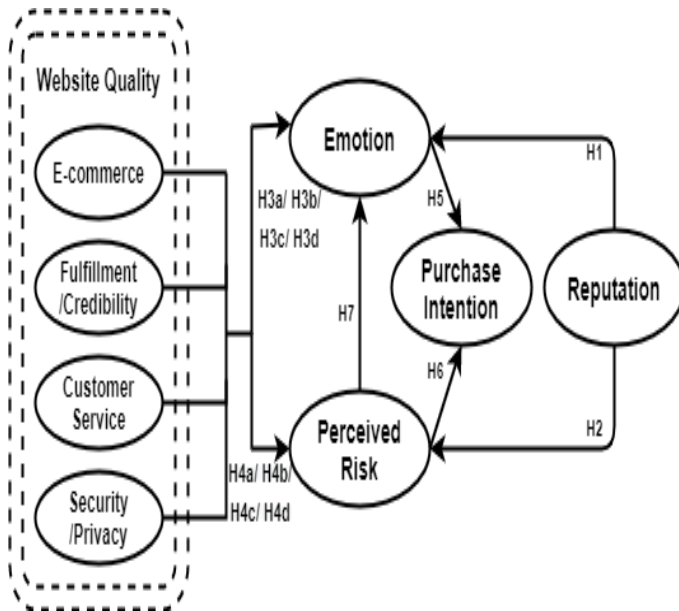 Website Quality
E-commerce
Fulfillment
/Credibility
Customer
Service
Security
/Privacy
H3a/ H3b/
H3c/ H3d
H4a/ H4b/
H4c/ H4d
Emotion
H7
Perceived
Risk
H5
H6
Purchase
Intention
H1
Reputation
H2